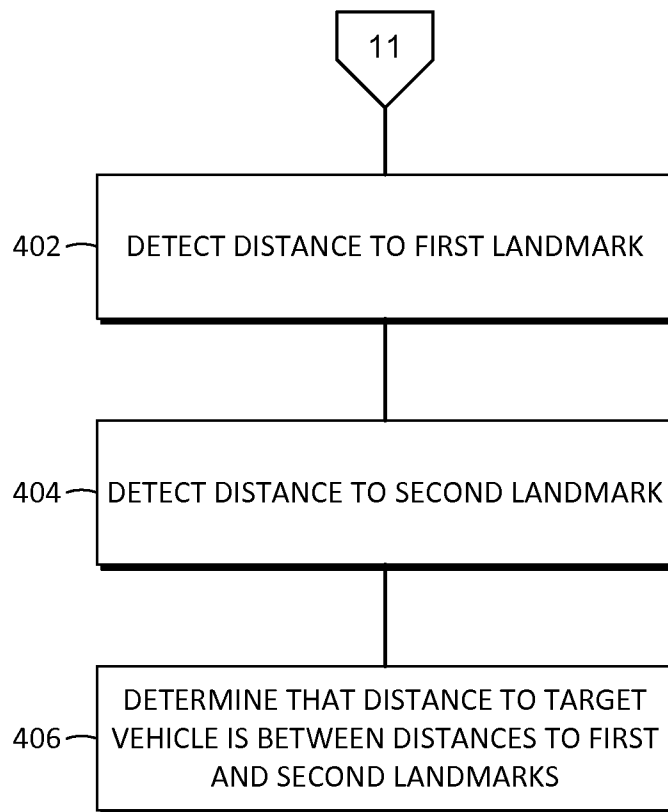 11
402
DETECT DISTANCE TO FIRST LANDMARK
404
DETECT DISTANCE TO SECOND LANDMARK
406
DETERMINE THAT DISTANCE TO TARGET
VEHICLE IS BETWEEN DISTANCES TO FIRST
AND SECOND LANDMARKS